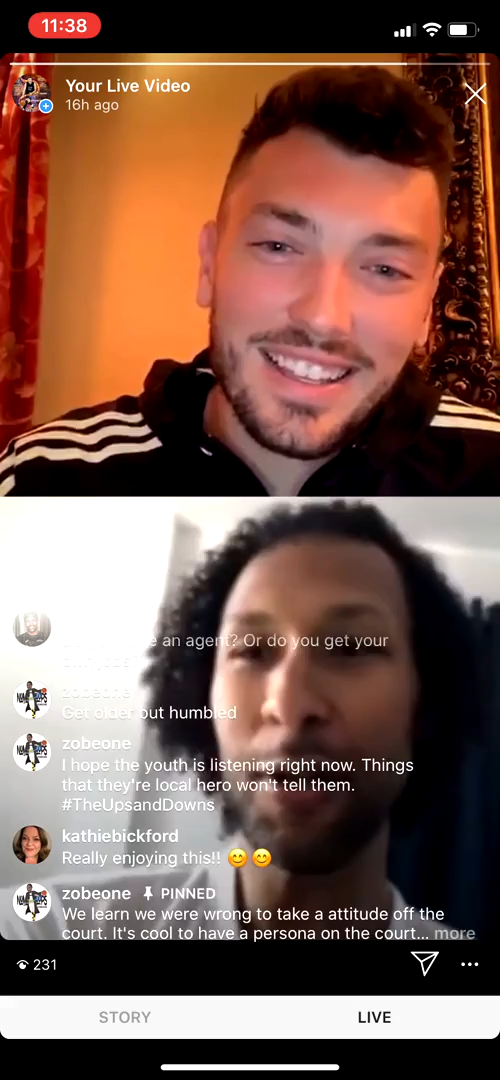 11:38
Your Live Video
16h ago
an agent? Or do you get your
zobeone
Get older but humbled
zobeone
I hope the youth is listening right now. Things
that they're local hero won't tell them.
#TheUpsandDowns
kathiebickford
Really enjoying this!! 😊 😊
zobeone PINNED
We learn we were wrong to take a attitude off the
court. It's cool to have a persona on the court... more
231
STORY LIVE